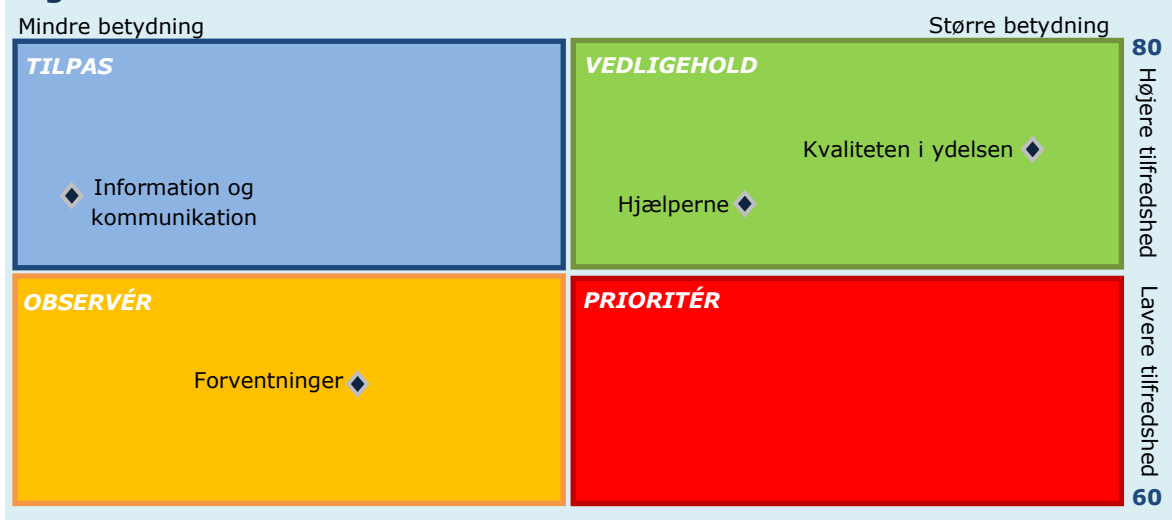 Mindre betydning
Større betydning
80
TILPAS
VEDLIGEHOLD
Højere tilfredshed
Kvaliteten i ydelsen
Information og
kommunikation
Hjælperne
OBSERVÉR
PRIORITÉR
Lavere tilfredshed
Forventninger
60